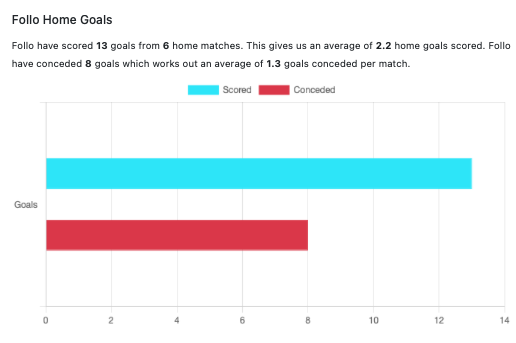 Follo Home Goals
Follo have scored 13 goals from 6 home matches. This gives us an average of 2.2 home goals scored. Follo
have conceded 8 goals which works out an average of 1.3 goals conceded per match.
Scored Conceded
Goals
0 2 4 6 8 10 12 14